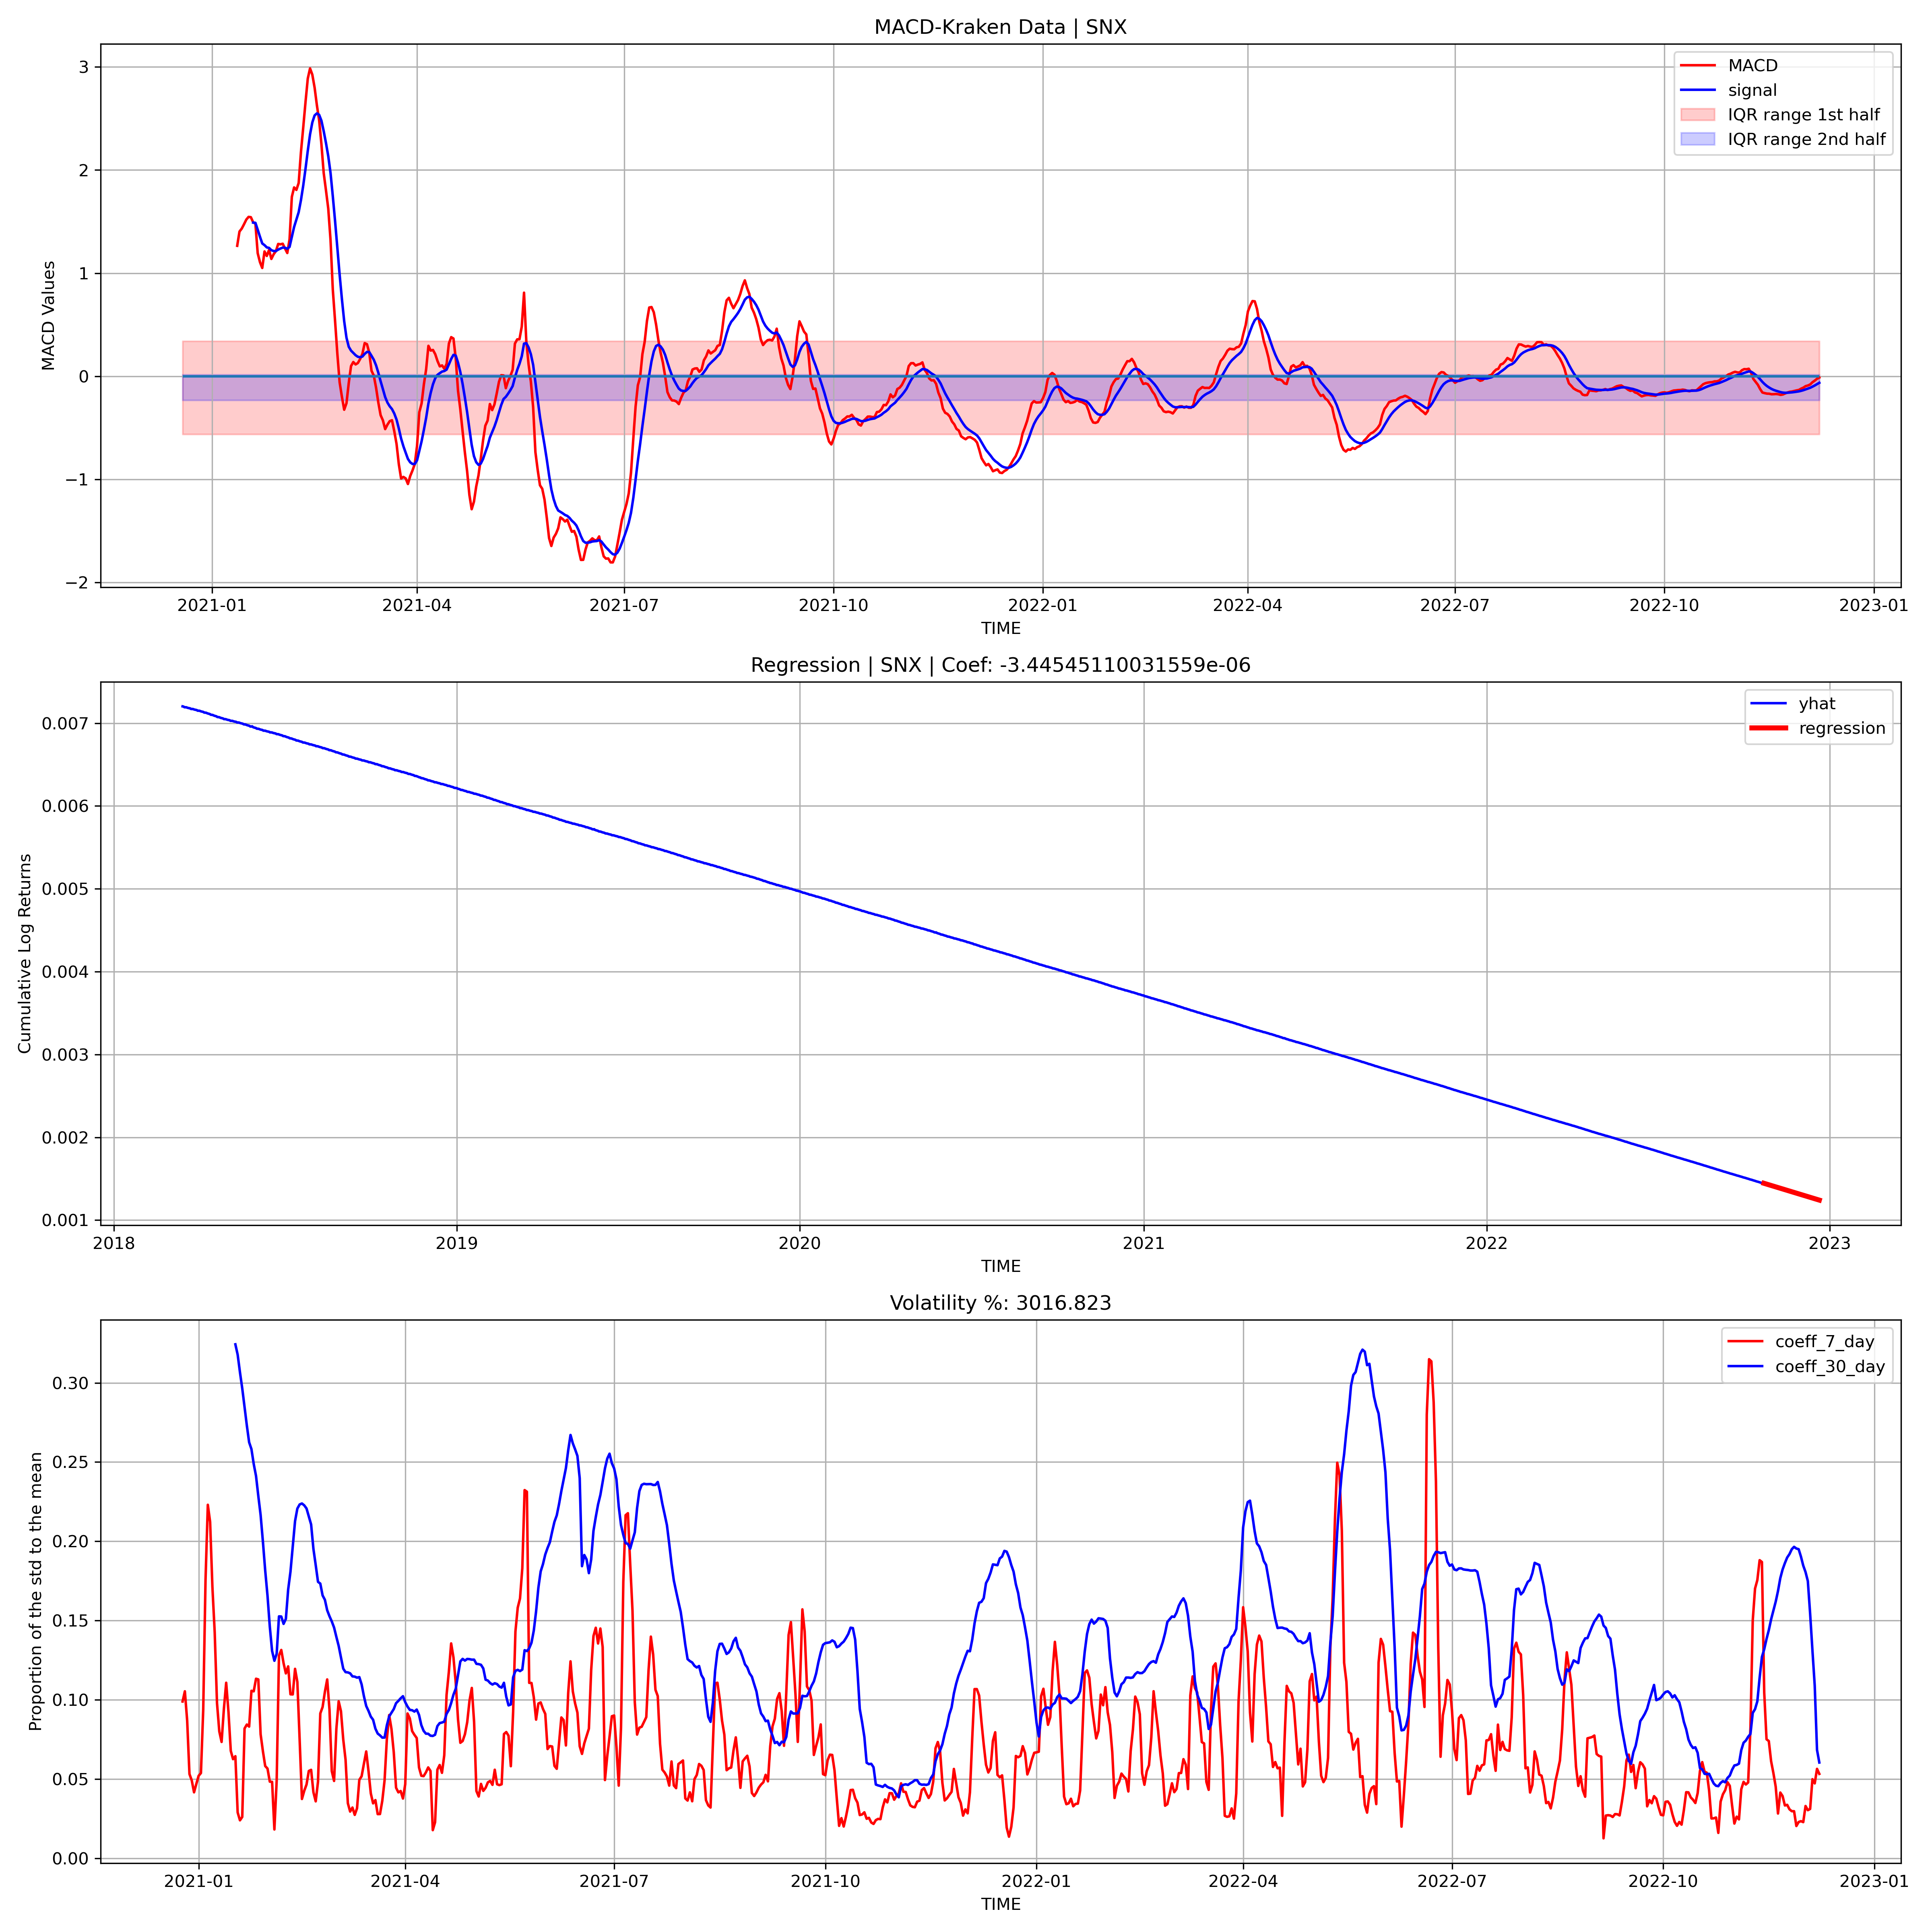 MACD-Kraken Data | SNX
MACD Values
3
2
1
0
−1
−2
MACD
signal
IQR range 1st half
IQR range 2nd half
2021-01
2021-04
2021-07
2021-10
2022-01
2022-04
2022-07
2022-10
2023-01
TIME
Regression | SNX | Coef: -3.44545110031559e-06
Cumulative Log Returns
0.007
0.006
0.005
0.004
0.003
0.002
0.001
yhat
regression
2018
2019
2020
2021
2022
2023
TIME
Volatility %: 3016.823
Proportion of the std to the mean
0.30
0.25
0.20
0.15
0.10
0.05
0.00
coeff_7_day
coeff_30_day
2021-01
2021-04
2021-07
2021-10
2022-01
2022-04
2022-07
2022-10
2023-01
TIME